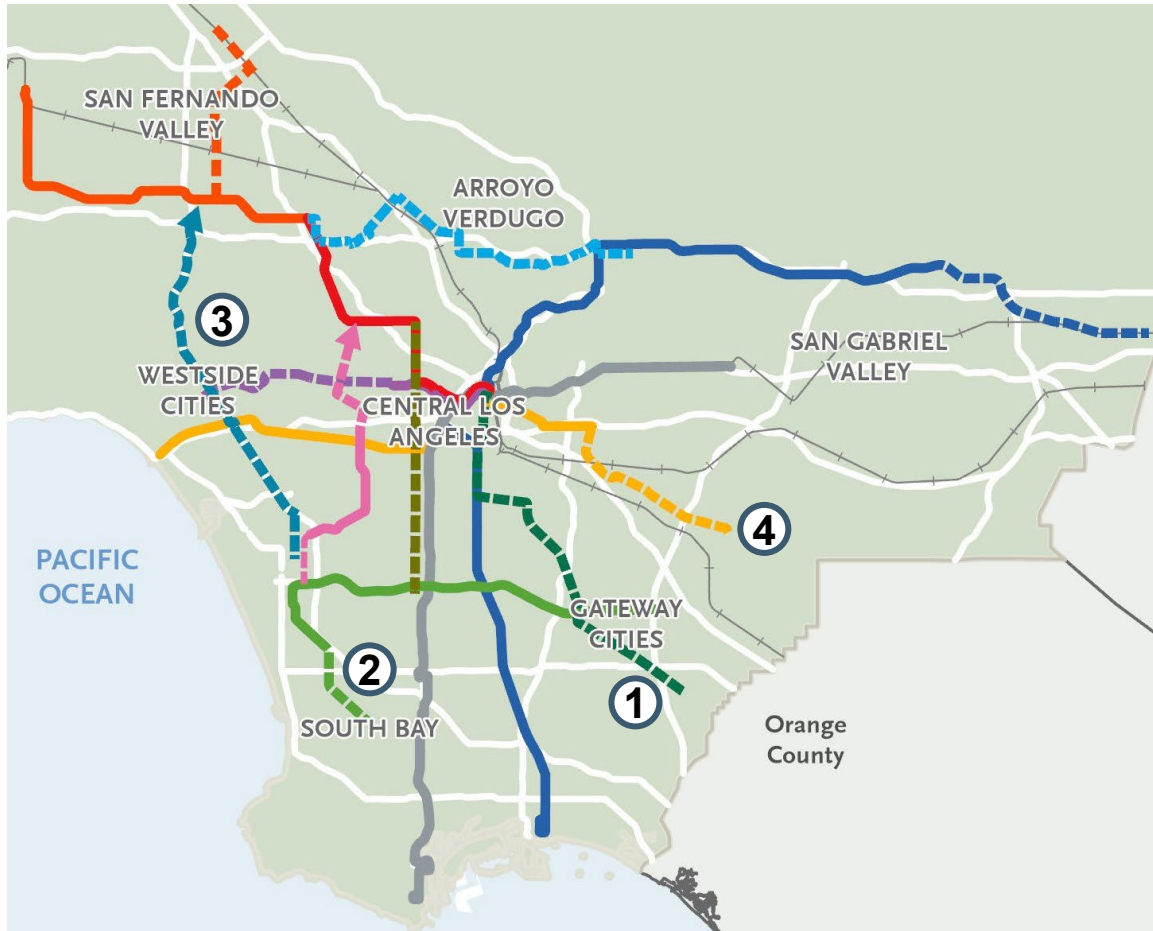 SAN FERNANDO
VALLEY
ARROYO
VERDUGO
3
SAN GABRIEL
VALLEY
WESTSIDE
CITIES
CENTRAL LOS
ANGELES
4
PACIFIC
OCEAN
GATEWAY
CITIES
2
1
SOUTH BAY
Orange
County